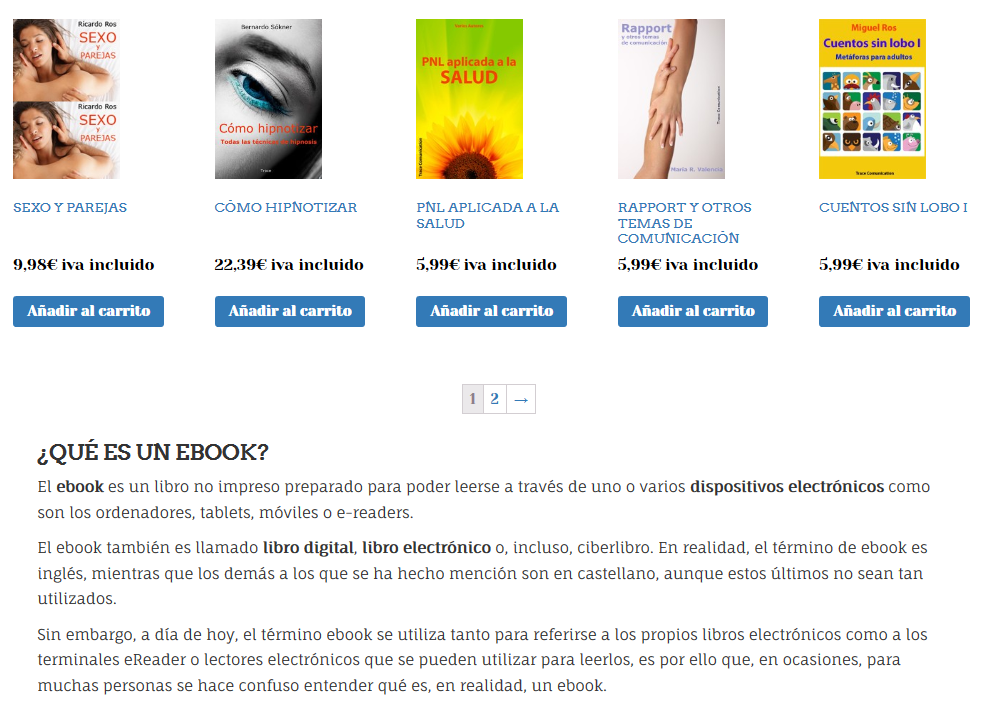 Ricardo Ros
SEXO
y
PAREJAS
Ricardo Ros
SEXO
y
PAREJAS
Bernardo Sökner
Cómo hipnotizar
Todas las técnicas de hipnosis
Trace
PNL aplicada a la
SALUD
Trace Comunication
Rapport
y otros temas
de comunicación
Trace Comunication
María R. Valencia
Miguel Ros
Cuentos sin lobo I
Metáforas para adultos
Trace Comunication
SEXO Y PAREJAS
CÓMO HIPNOTIZAR
PNL APLICADA A LA
SALUD
RAPPORT Y OTROS
TEMAS DE
COMUNICACIÓN
CUENTOS SIN LOBO I
9,98€ iva incluido
22,39€ iva incluido
5,99€ iva incluido
5,99€ iva incluido
5,99€ iva incluido
Añadir al carrito
Añadir al carrito
Añadir al carrito
Añadir al carrito
Añadir al carrito
1 2 →
¿QUÉ ES UN EBOOK?
El ebook es un libro no impreso preparado para poder leerse a través de uno o varios dispositivos electrónicos como
son los ordenadores, tablets, móviles o e-readers.
El ebook también es llamado libro digital, libro electrónico o, incluso, ciberlibro. En realidad, el término de ebook es
inglés, mientras que los demás a los que se ha hecho mención son en castellano, aunque estos últimos no sean tan
utilizados.
Sin embargo, a día de hoy, el término ebook se utiliza tanto para referirse a los propios libros electrónicos como a los
terminales eReader o lectores electrónicos que se pueden utilizar para leerlos, es por ello que, en ocasiones, para
muchas personas se hace confuso entender qué es, en realidad, un ebook.